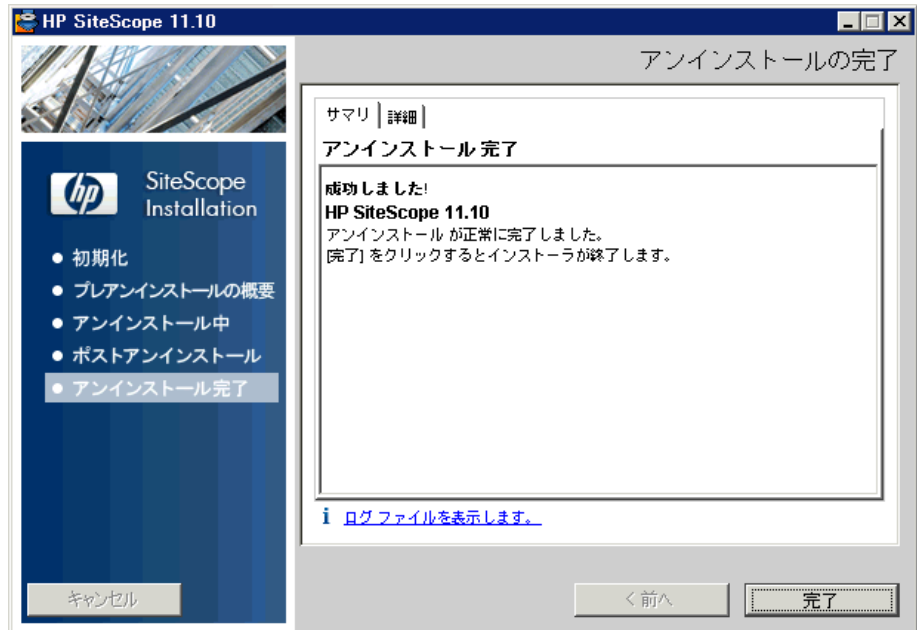 HP SiteScope 11.10
アンインストールの完了
hp
SiteScope
Installation
初期化
プレアンインストールの概要
アンインストール中
ポストアンインストール
アンインストール完了
サマリ 詳細
アンインストール 完了
成功しました!
HP SiteScope 11.10
アンインストール が正常に完了しました。
[完了] をクリックするとインストーラが終了します。
i ログ ファイルを表示します。
キャンセル
< 前へ
完了